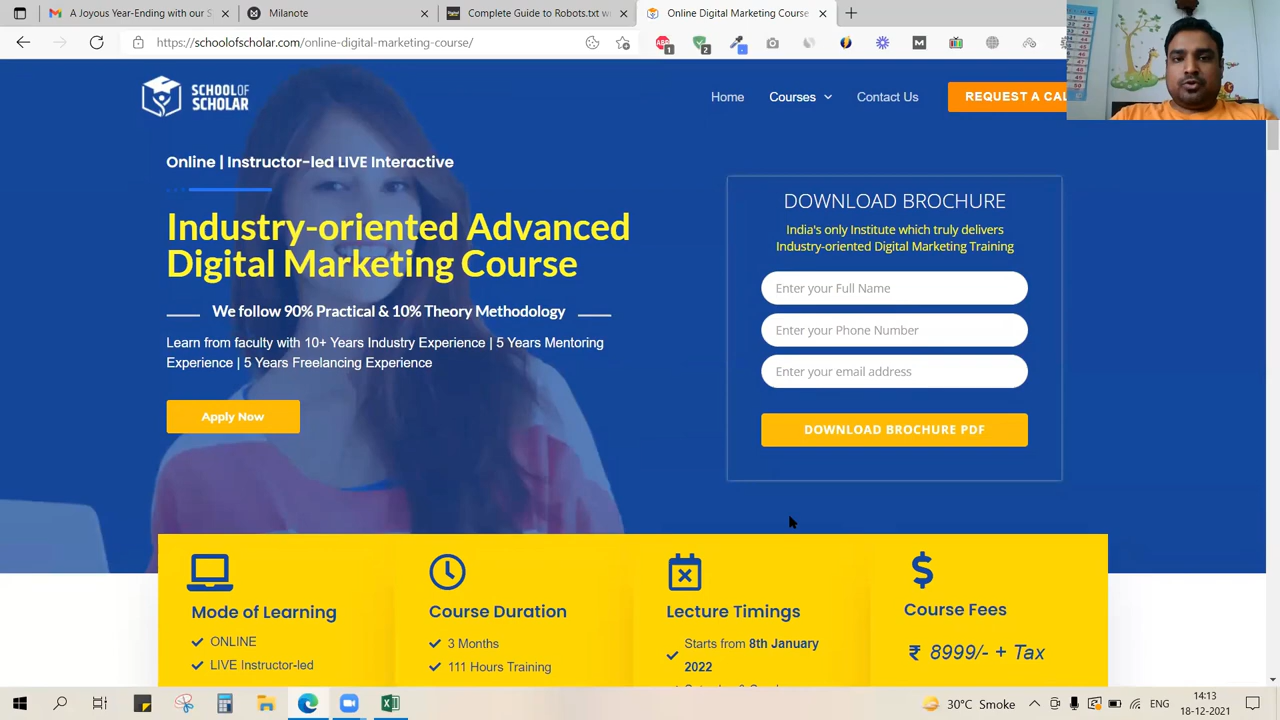 A Joyous Year-Ending with our S
Milanote
Complete Guide to Robots.txt w
Online Digital Marketing Course
https://schoolofscholar.com/online-digital-marketing-course/
SCHOOL OF
SCHOLAR
Home
Courses
Contact Us
REQUEST A CAL
Online | Instructor-led LIVE Interactive
Industry-oriented Advanced
Digital Marketing Course
We follow 90% Practical & 10% Theory Methodology
Learn from faculty with 10+ Years Industry Experience | 5 Years Mentoring
Experience | 5 Years Freelancing Experience
Apply Now
DOWNLOAD BROCHURE
India's only Institute which truly delivers
Industry-oriented Digital Marketing Training
Enter your Full Name
Enter your Phone Number
Enter your email address
DOWNLOAD BROCHURE PDF
Mode of Learning
ONLINE
LIVE Instructor-led
Course Duration
3 Months
111 Hours Training
Lecture Timings
Starts from 8th January
2022
Course Fees
₹ 8999/- + Tax
30°C Smoke
ENG
14:13
18-12-2021